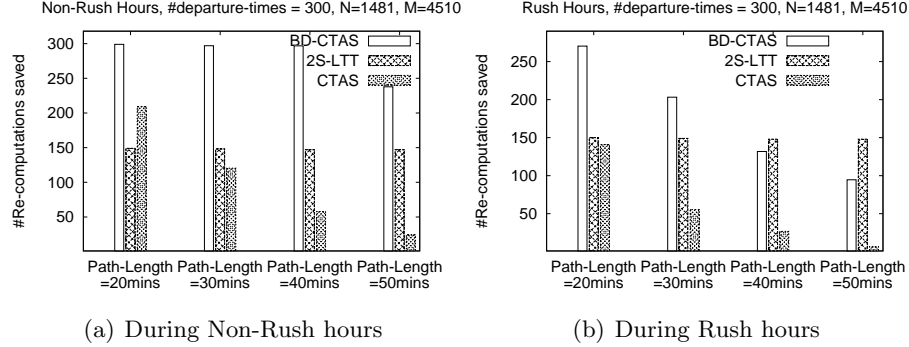 Non-Rush Hours, #departure-times = 300, N=1481, M=4510
#Re-computations saved
300
250
200
150
100
50
BD-CTAS
2S-LTT
CTAS
Path-Length Path-Length Path-Length Path-Length
=20mins =30mins =40mins =50mins
(a) During Non-Rush hours
Rush Hours, #departure-times = 300, N=1481, M=4510
#Re-computations saved
250
200
150
100
50
BD-CTAS
2S-LTT
CTAS
Path-Length Path-Length Path-Length Path-Length
=20mins =30mins =40mins =50mins
(b) During Rush hours